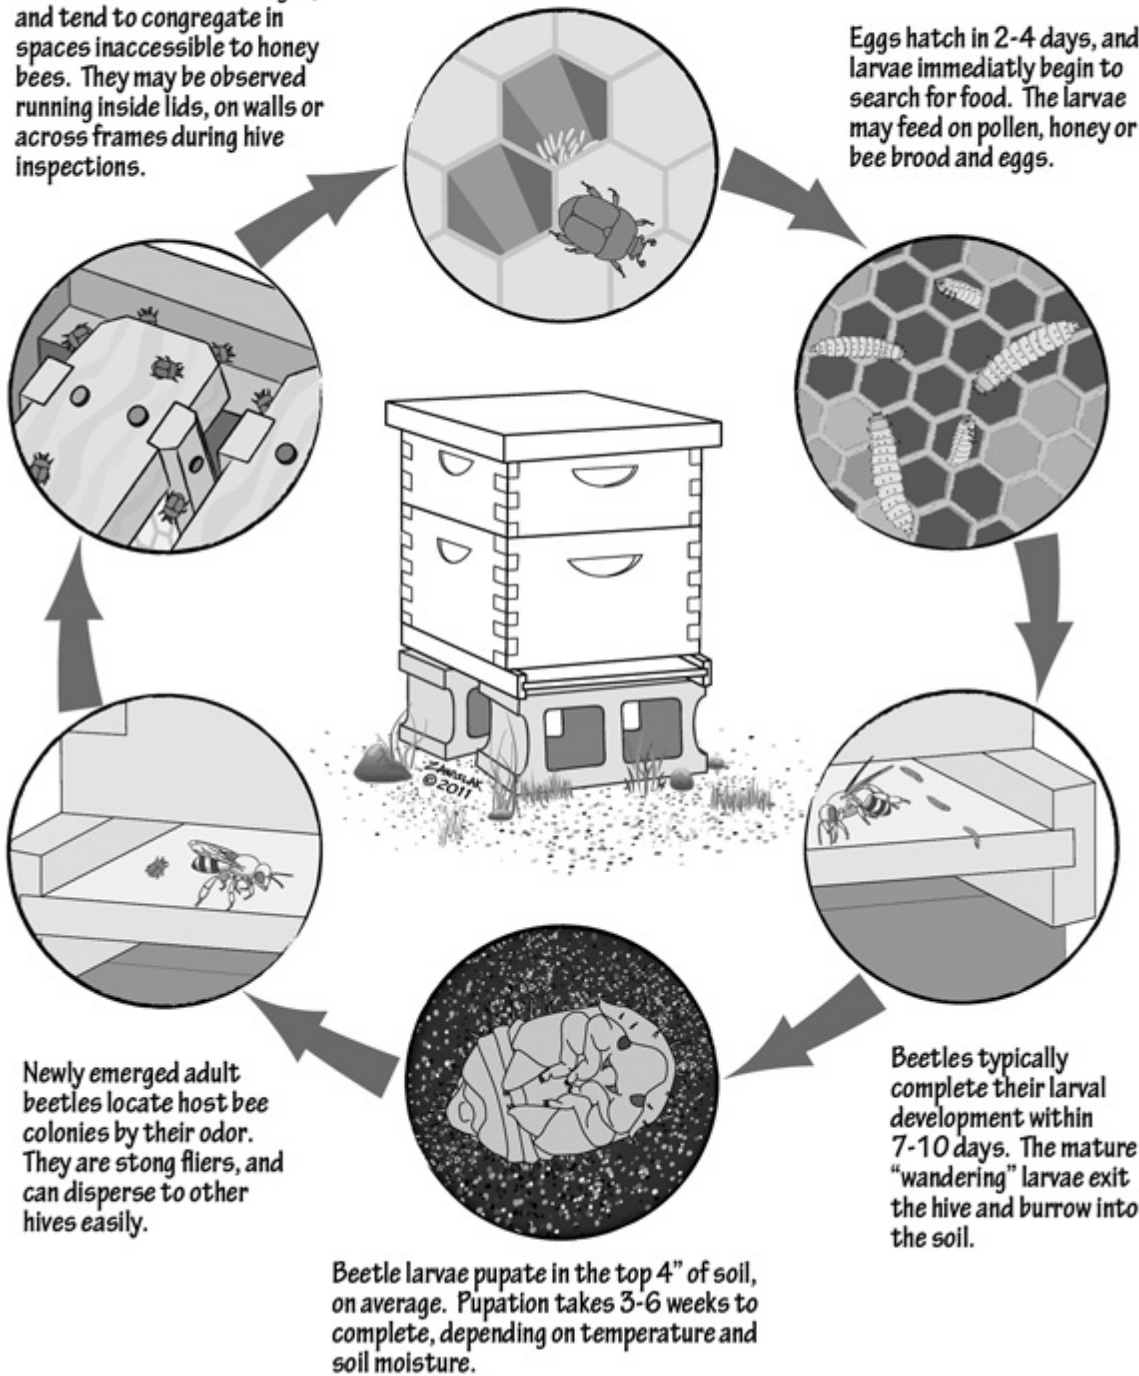 and tend to congregate in
spaces inaccessible to honey
bees. They may be observed
running inside lids, on walls or
across frames during hive
inspections.
Eggs hatch in 2-4 days, and
larvae immediatly begin to
search for food. The larvae
may feed on pollen, honey or
bee brood and eggs.
ZAWISLAK
©2011
Newly emerged adult
beetles locate host bee
colonies by their odor.
They are stong fliers, and
can disperse to other
hives easily.
Beetles typically
complete their larval
development within
7-10 days. The mature
“wandering” larvae exit
the hive and burrow into
the soil.
Beetle larvae pupate in the top 4” of soil,
on average. Pupation takes 3-6 weeks to
complete, depending on temperature and
soil moisture.